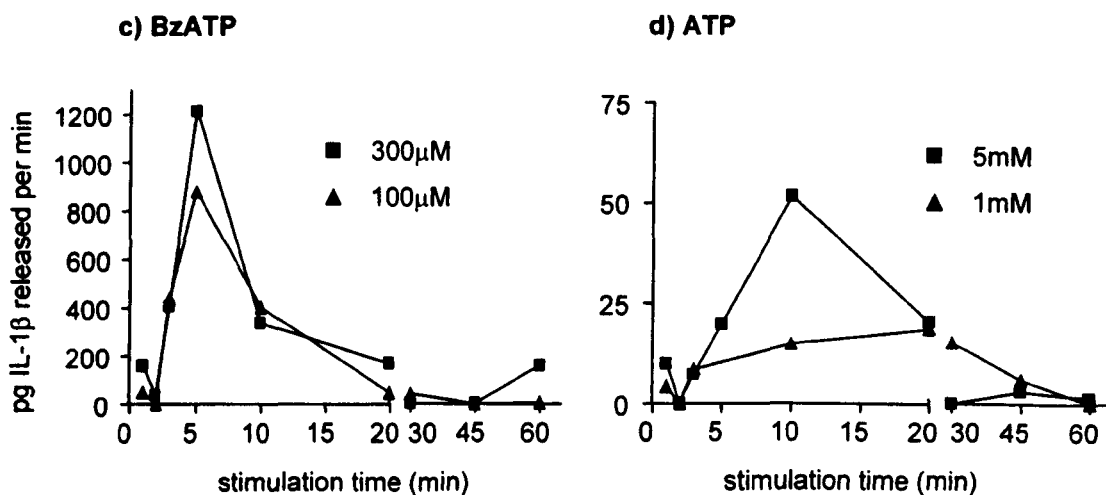 c) BzATP
pg IL-1β released per min
1200
1000
800
600
400
200
0
300μM
100μM
0 5 10 15 20 30 45 60
stimulation time (min)
d) ATP
75
50
25
0
5mM
1mM
0 5 10 15 20 30 45 60
stimulation time (min)